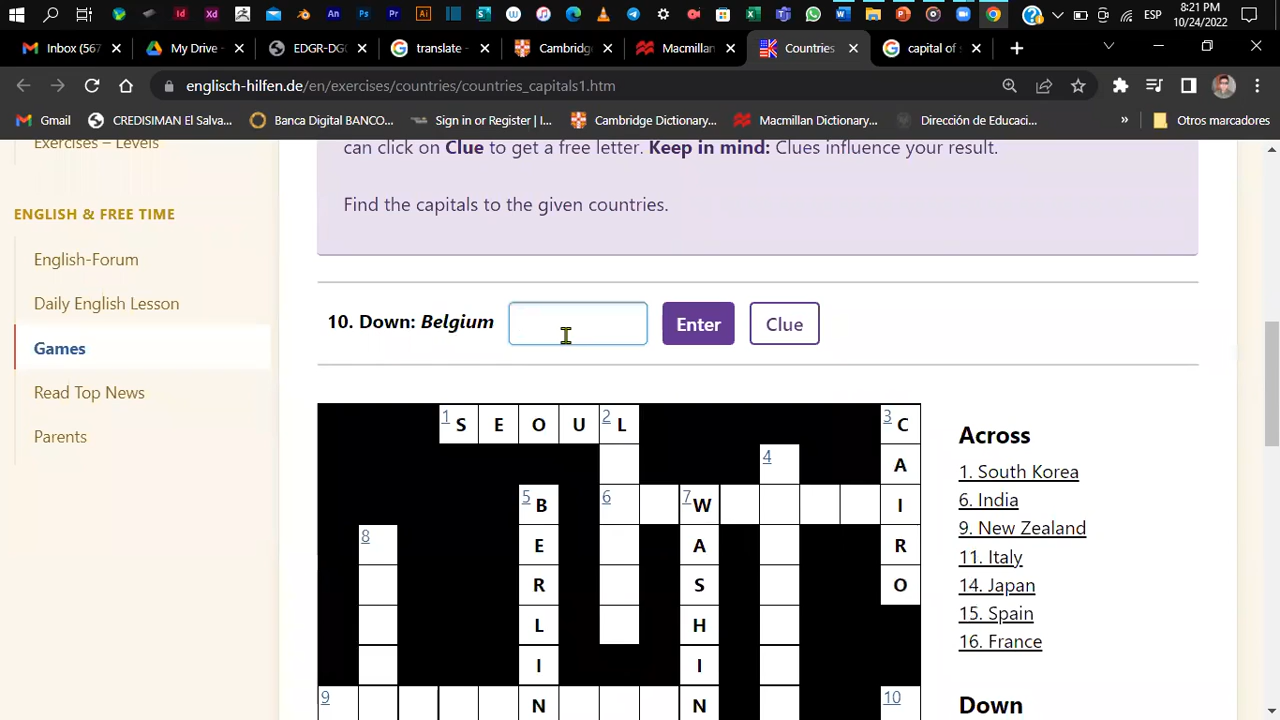 ESP
8:21 PM
10/24/2022
Inbox (567
My Drive -
EDGR-DG
translate -
Cambridg
Macmillan
Countries
capital of
englisch-hilfen.de/en/exercises/countries/countries_capitals1.htm
Gmail
CREDISIMAN El Salva...
Banca Digital BANCO...
Sign in or Register | I...
Cambridge Dictionary...
Macmillan Dictionary...
Dirección de Educaci...
»
Otros marcadores
Exercises – Levels
can click on Clue to get a free letter. Keep in mind: Clues influence your result.
Find the capitals to the given countries.
ENGLISH & FREE TIME
English-Forum
Daily English Lesson
Games
Read Top News
Parents
10. Down: Belgium
Enter
Clue
1 S E O U 2 L 3 C
4 A
5 B 6 7 W I
8 E A R
R S O
L H
I I
9 N N 10
Across
1. South Korea
6. India
9. New Zealand
11. Italy
14. Japan
15. Spain
16. France
Down